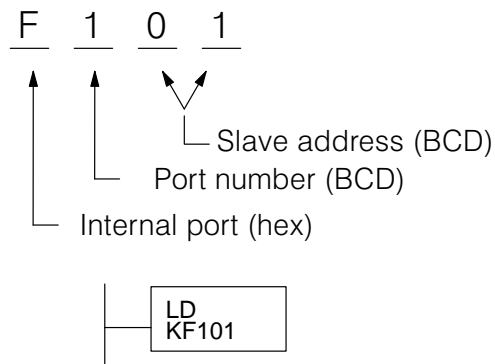 F 1 0 1
Slave address (BCD)
Port number (BCD)
Internal port (hex)
LD
KF101